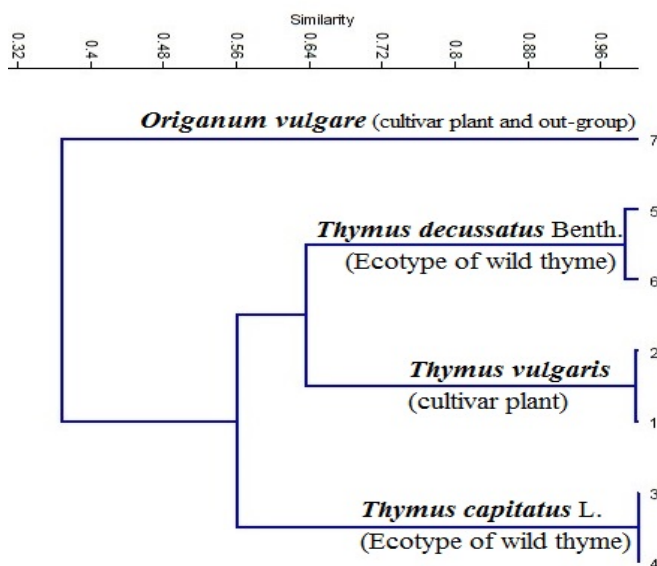 Similarity
0.32 0.4 0.48 0.56 0.64 0.72 0.8 0.88 0.96
Origanum vulgare (cultivar plant and out-group)
7
5
Thymus decussatus Benth.
(Ecotype of wild thyme)
6
2
Thymus vulgaris
(cultivar plant)
1
3
Thymus capitatus L.
(Ecotype of wild thyme)
4